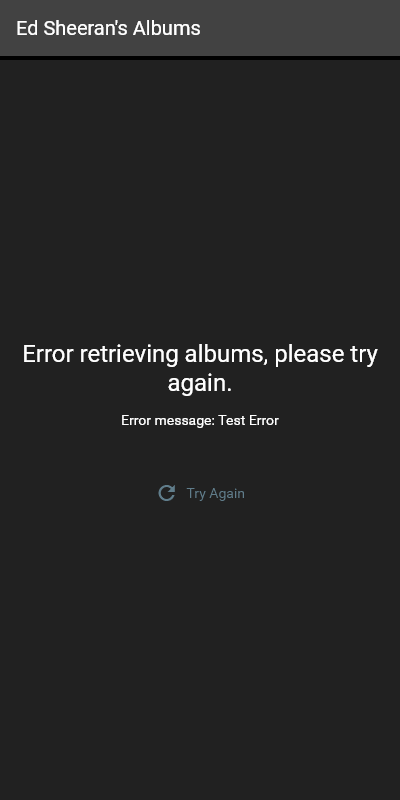 Ed Sheeran's Albums
Error retrieving albums, please try
again.
Error message: Test Error
Try Again